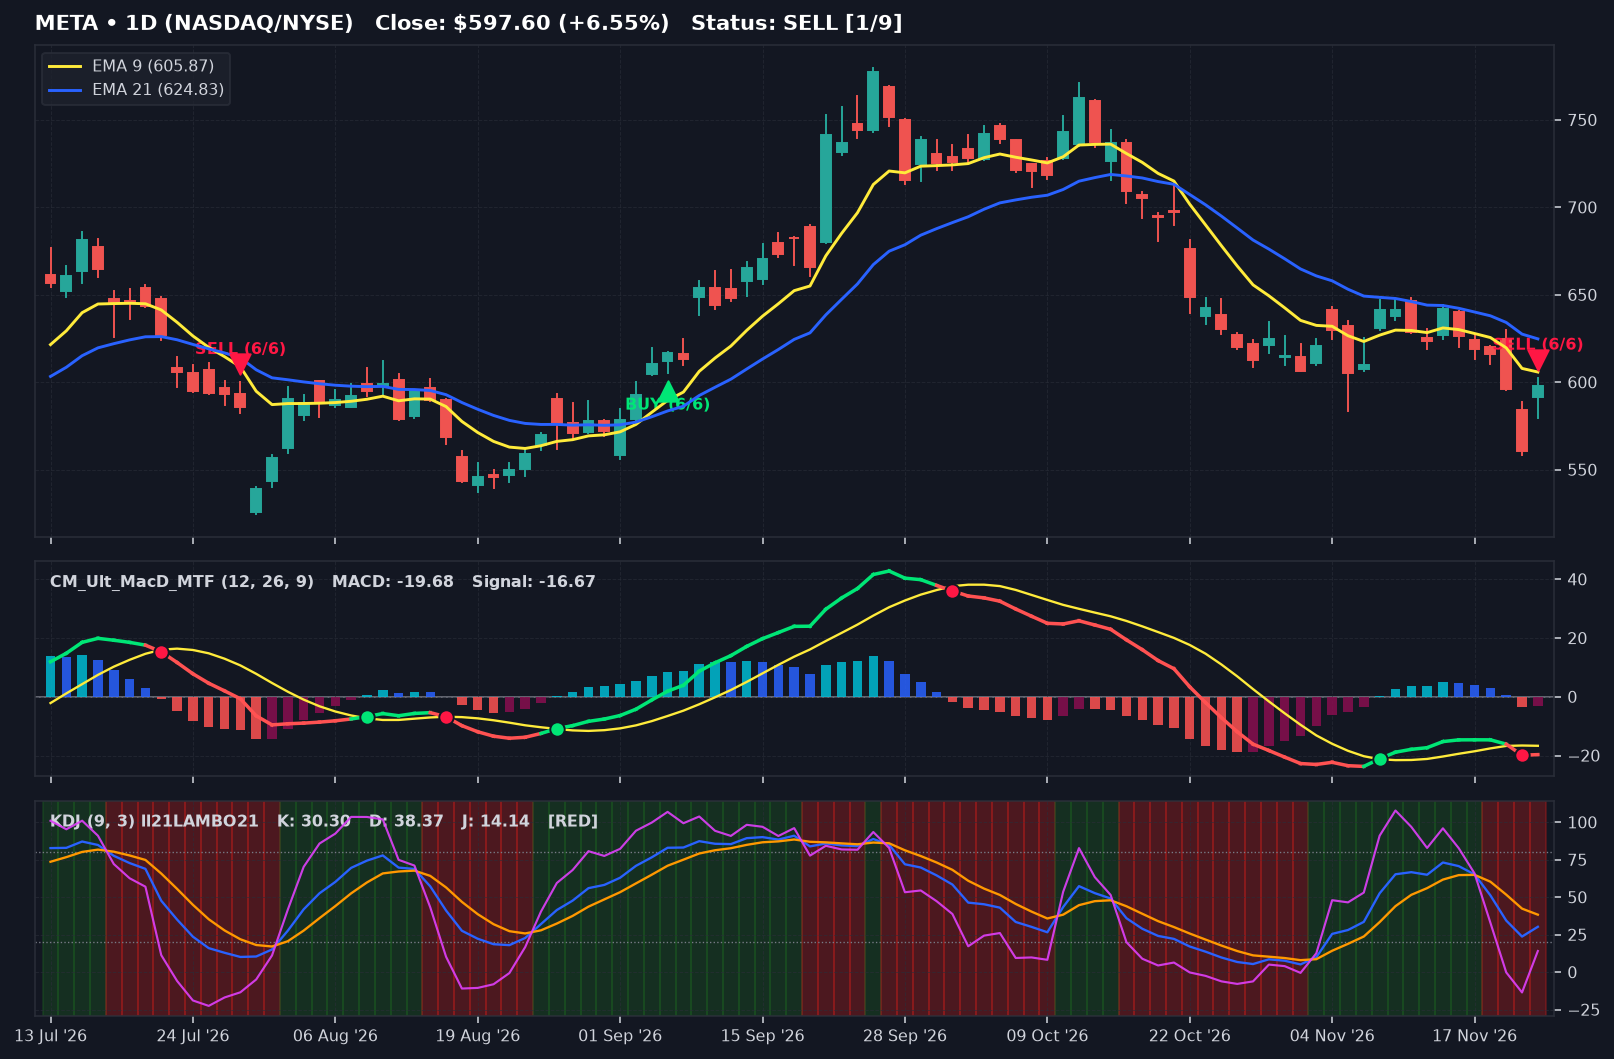 META • 1D (NASDAQ/NYSE)   Close: $597.60 (+6.55%)   Status: SELL [1/9]
EMA 9 (605.87)
EMA 21 (624.83)
750
700
650
600
550
SELL (6/6)
BUY (6/6)
SELL (6/6)
CM_Ult_MacD_MTF (12, 26, 9)   MACD: -19.68   Signal: -16.67
40
20
0
−20
KDJ (9, 3) II21LAMBO21   K: 30.30   D: 38.37   J: 14.14   [RED]
100
75
50
25
0
−25
13 Jul '26
24 Jul '26
06 Aug '26
19 Aug '26
01 Sep '26
15 Sep '26
28 Sep '26
09 Oct '26
22 Oct '26
04 Nov '26
17 Nov '26